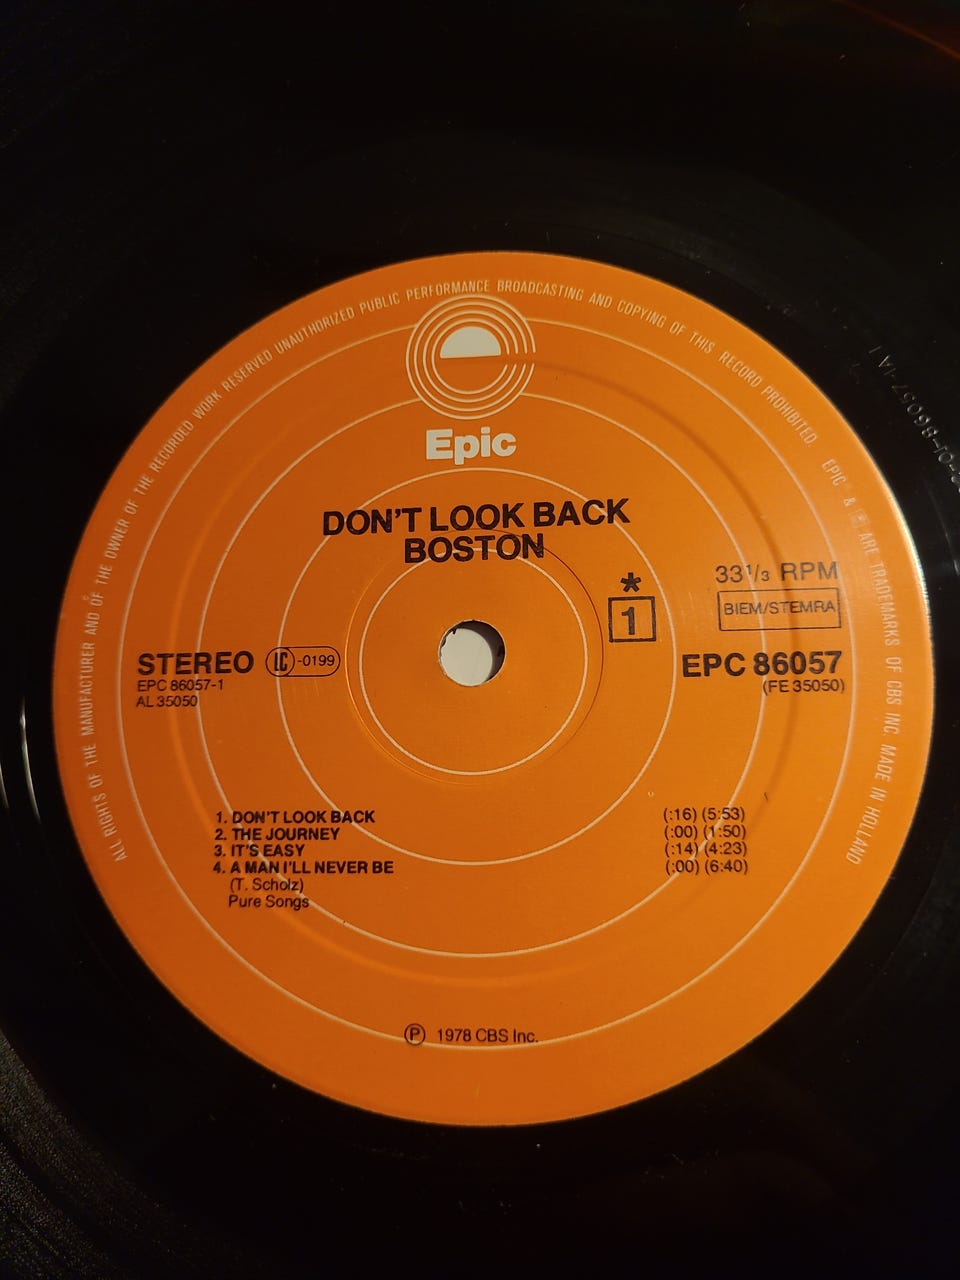 ALL RIGHTS OF THE MANUFACTURER AND OF THE OWNER OF THE RECORDED WORK RESERVED UNAUTHORIZED PUBLIC PERFORMANCE BROADCASTING AND COPYING OF THIS RECORD PROHIBITED. EPIC & ARE TRADEMARKS OF CBS INC. MADE IN HOLLAND
Epic
DON'T LOOK BACK
BOSTON
*
1
33 1/3 RPM
BIEM/STEMRA
STEREO LC-0199
EPC 86057-1
AL 35050
EPC 86057
(FE 35050)
1. DON'T LOOK BACK (:16) (5:53)
2. THE JOURNEY (:00) (1:50)
3. IT'S EASY (:14) (4:23)
4. A MAN I'LL NEVER BE (:00) (6:40)
(T. Scholz)
Pure Songs
Ⓟ 1978 CBS Inc.